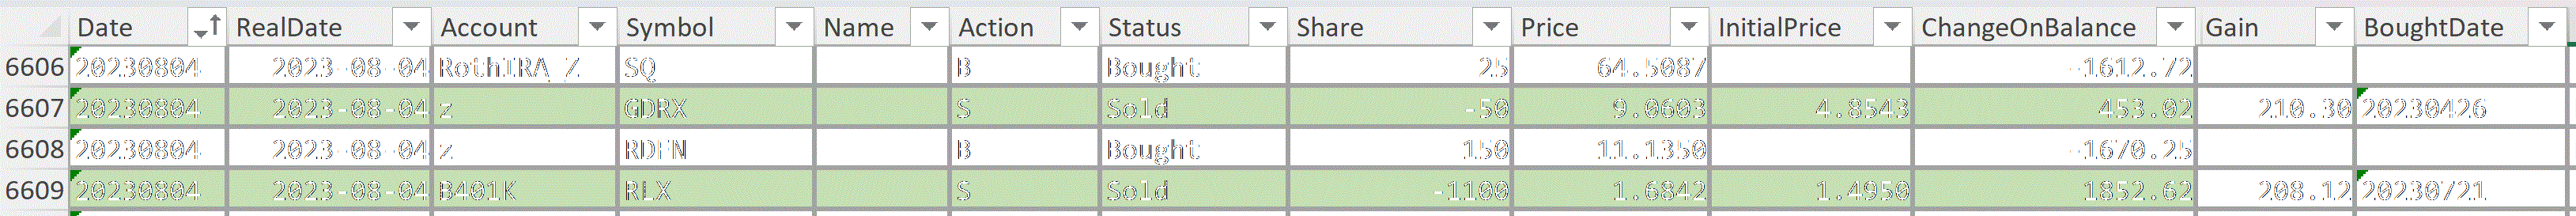 Date RealDate Account Symbol Name Action Status Share Price InitialPrice ChangeOnBalance Gain BoughtDate
6606 20230804 2023-08-04 RothIRA_Z SQ B Bought 25 64.5087 -1612.72
6607 20230804 2023-08-04 z GDRX S Sold -50 9.0603 4.8543 453.02 210.30 20230426
6608 20230804 2023-08-04 z RDFN B Bought 150 11.1350 -1670.25
6609 20230804 2023-08-04 B401K RLX S Sold -1100 1.6842 1.4950 1852.62 208.12 20230721